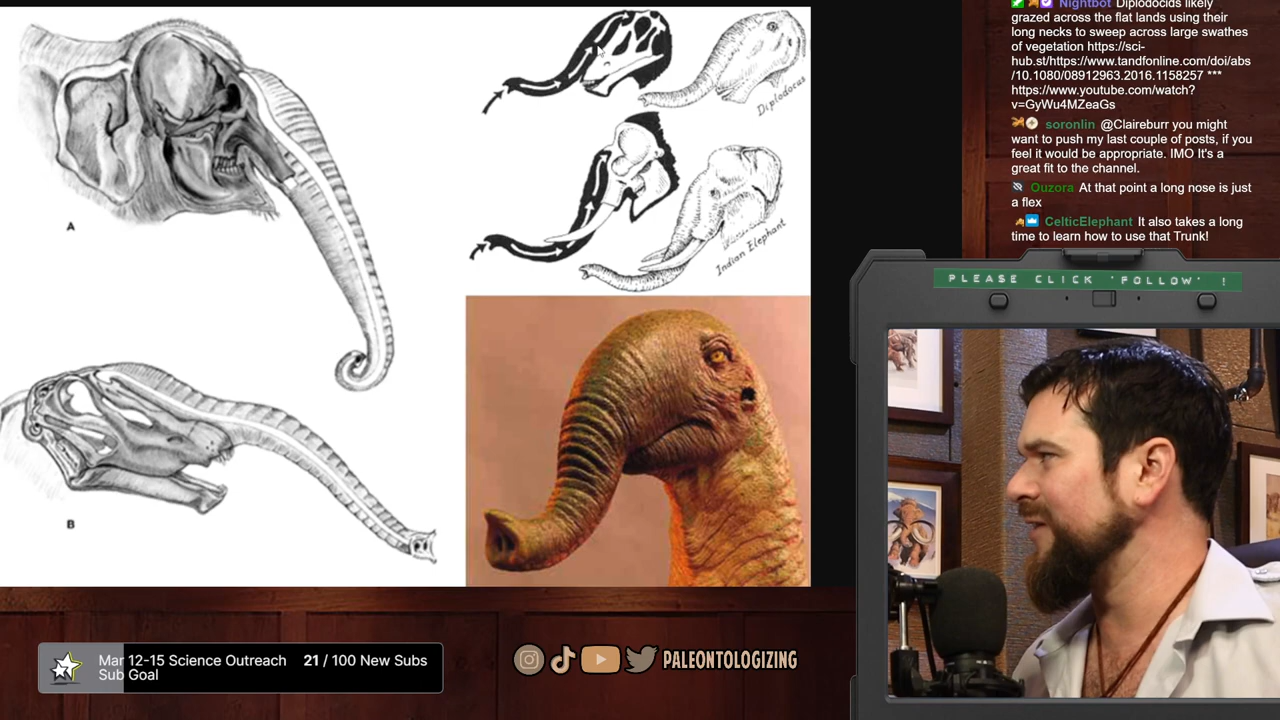 Diplodocus
Indian Elephant
A
B
Nightbot Diplodocids likely
grazed across the flat lands using their
long necks to sweep across large swathes
of vegetation https://sci-
hub.st/https://www.tandfonline.com/doi/abs
/10.1080/08912963.2016.1158257 ***
https://www.youtube.com/watch?
v=GyWu4MZeaGs
soronlin @Claireburr you might
want to push my last couple of posts, if you
feel it would be appropriate. IMO It's a
great fit to the channel.
Ouzora At that point a long nose is just
a flex
CelticElephant It also takes a long
time to learn how to use that Trunk!
PLEASE CLICK 'FOLLOW' !
Mar 12-15 Science Outreach
Sub Goal
21 / 100 New Subs
PALEONTOLOGIZING